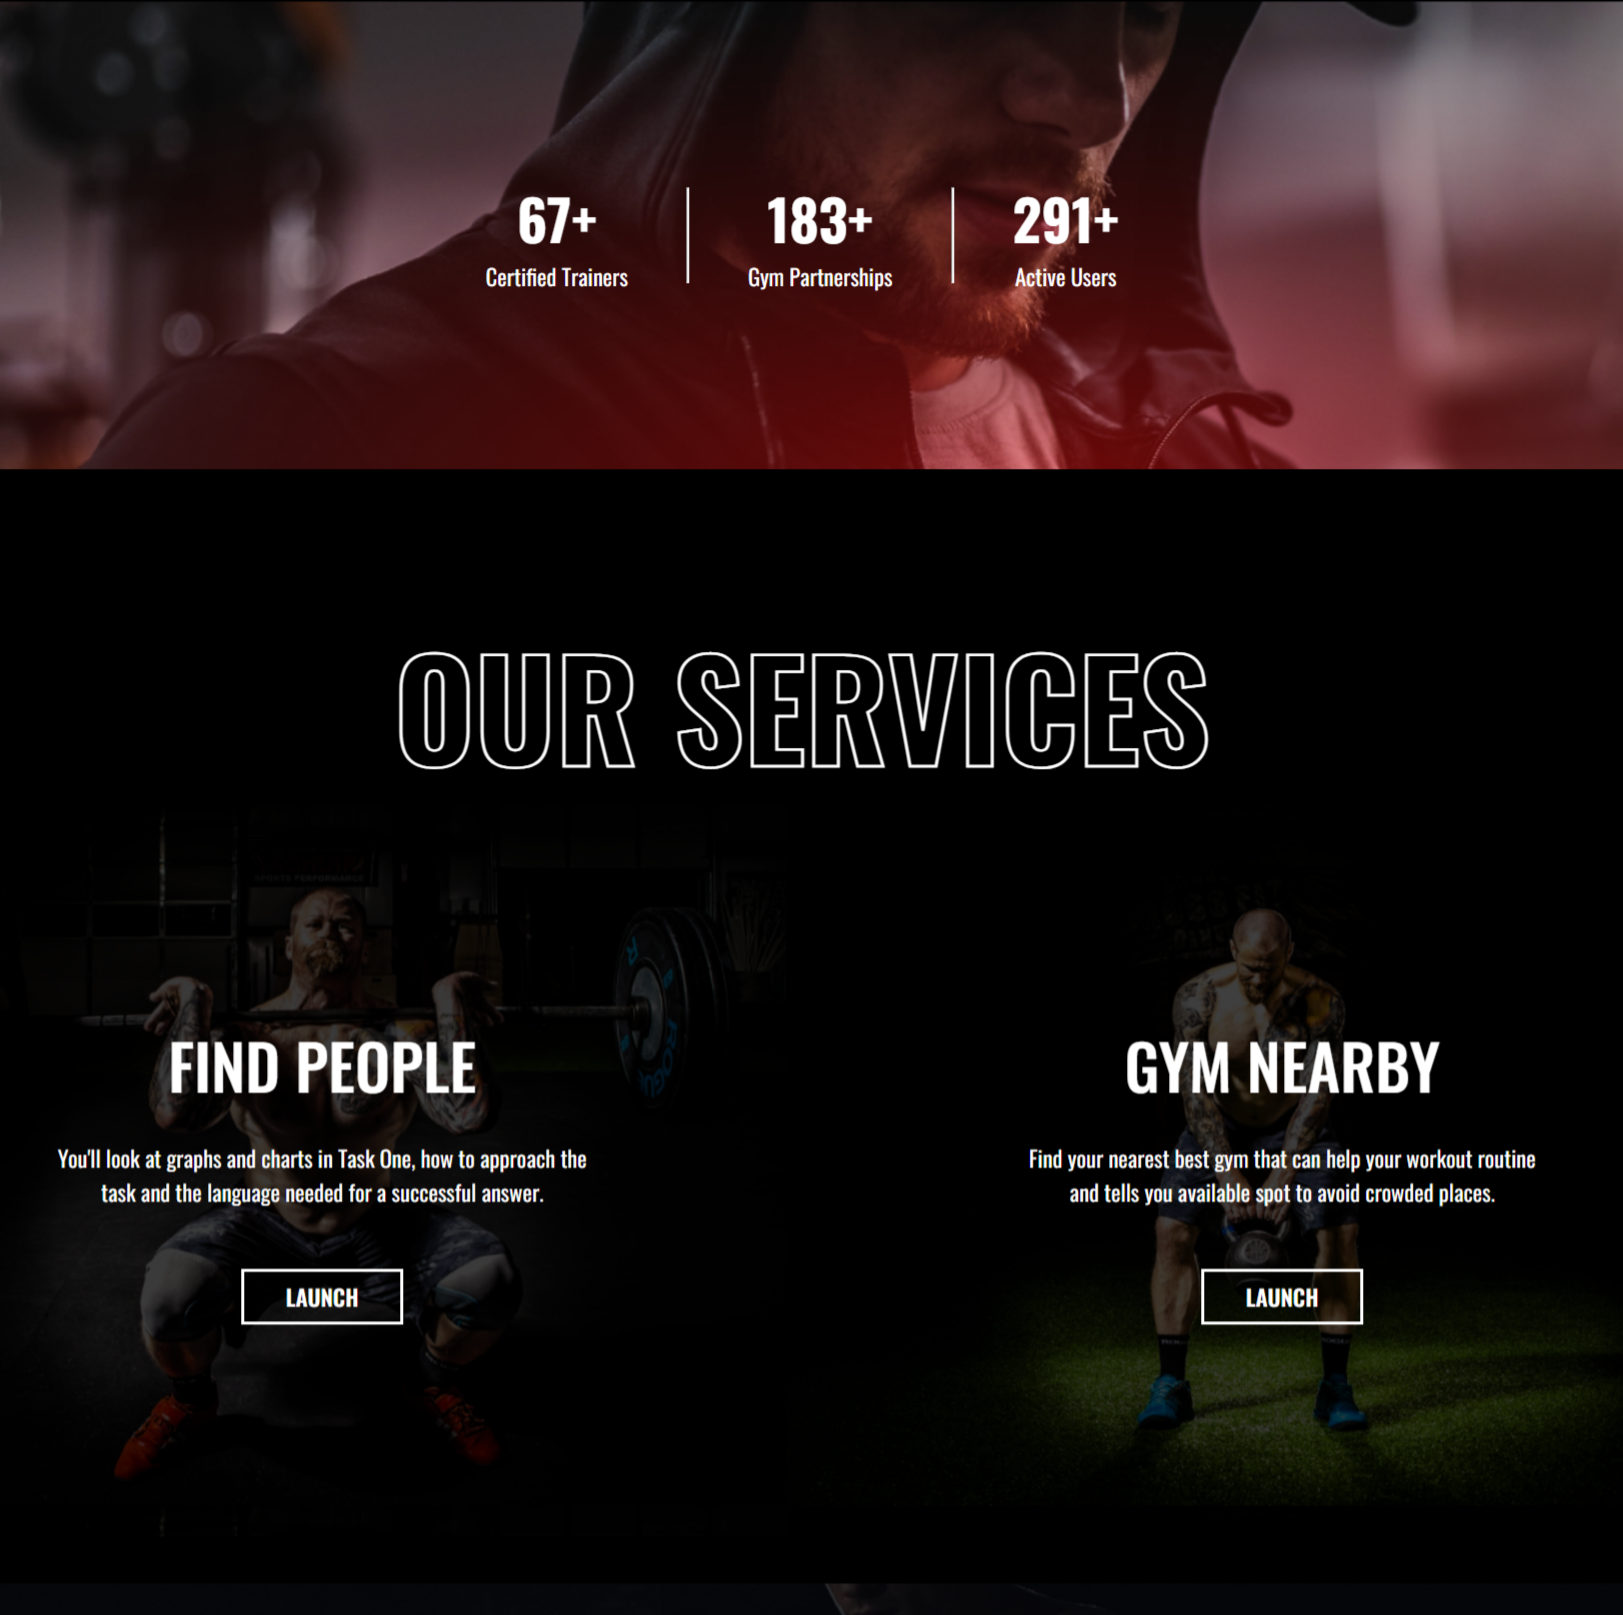 67+
183+
291+
Certified Trainers
Gym Partnerships
Active Users
OUR SERVICES
FIND PEOPLE
You'll look at graphs and charts in Task One, how to approach the
task and the language needed for a successful answer.
LAUNCH
GYM NEARBY
Find your nearest best gym that can help your workout routine
and tells you available spot to avoid crowded places.
LAUNCH